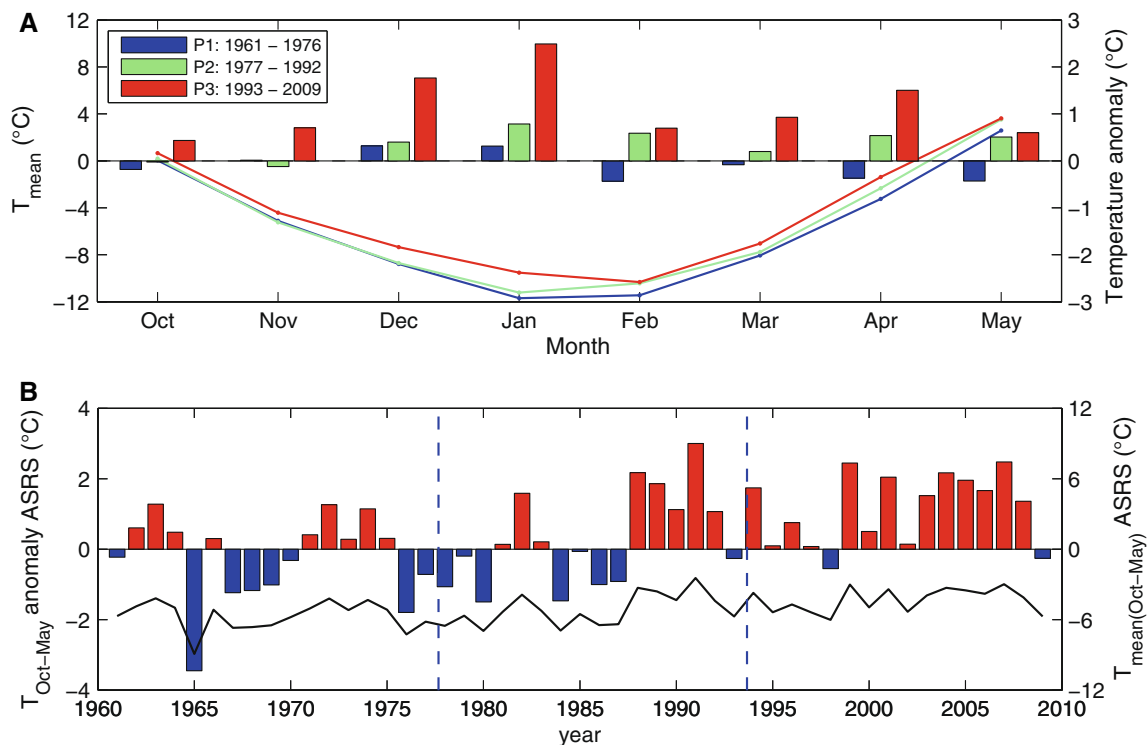 A
12
8
4
0
−4
−8
−12
T_mean (°C)
P1: 1961 − 1976
P2: 1977 − 1992
P3: 1993 − 2009
3
2
1
0
−1
−2
−3
Temperature anomaly (°C)
Oct Nov Dec Jan Feb Mar Apr May
Month
B
4
2
0
−2
−4
T_Oct−May anomaly ASRS (°C)
12
6
0
−6
−12
T_mean(Oct−May) ASRS (°C)
1960 1965 1970 1975 1980 1985 1990 1995 2000 2005 2010
year